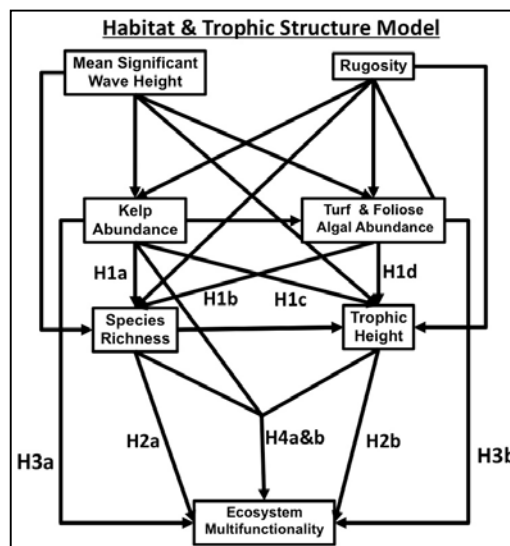 Habitat & Trophic Structure Model
Mean Significant
Wave Height
Rugosity
Kelp
Abundance
Turf & Foliose
Algal Abundance
H1a
H1b
H1c
H1d
Species
Richness
Trophic
Height
H2a
H4a&b
H2b
H3a
H3b
Ecosystem
Multifunctionality